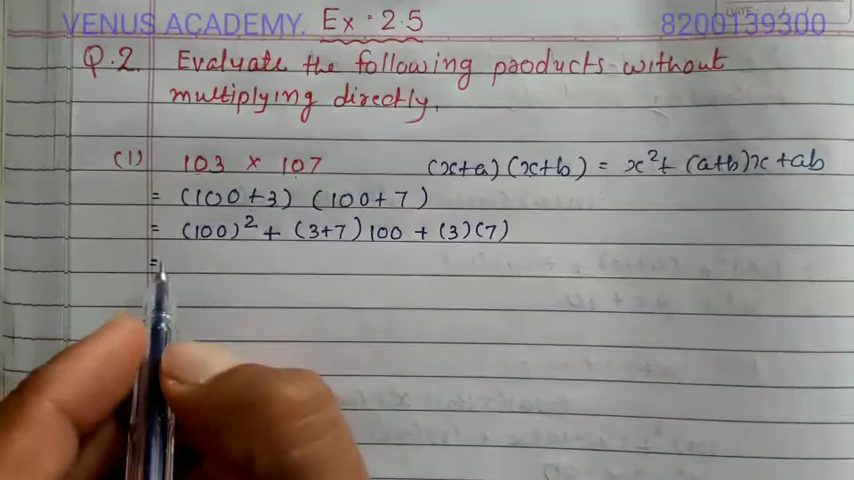 VENUS ACADEMY. Ex. 2.5 8200139300
DATE:
Q.2. Evaluate the following products without
multiplying directly.
(1) 103 × 107 (x+a) (x+b) = x² + (a+b)x + ab
= (100+3) (100+7)
= (100)² + (3+7) 100 + (3)(7)
=